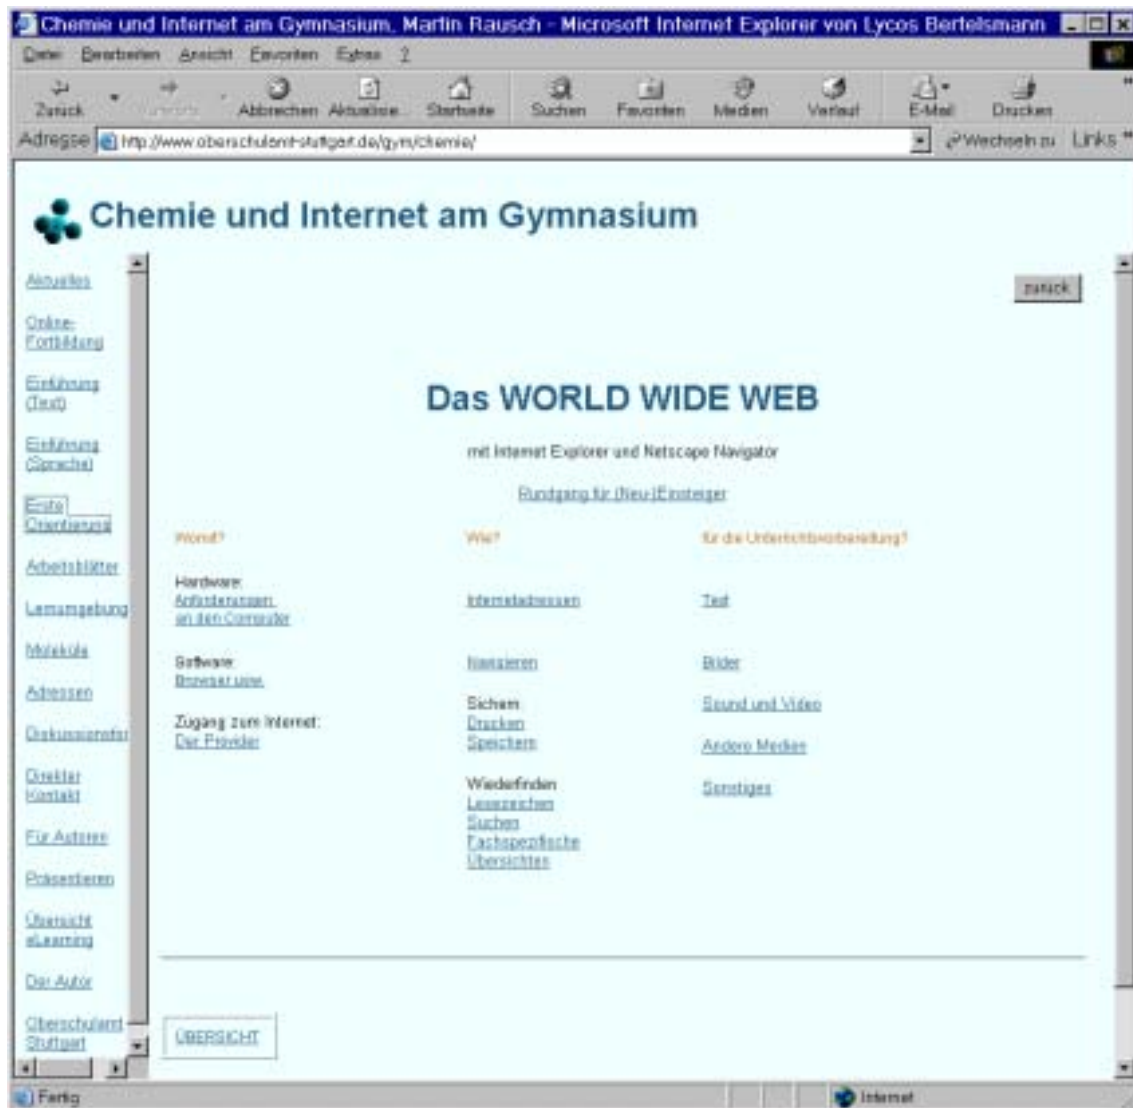 Chemie und Internet am Gymnasium, Martin Rausch - Microsoft Internet Explorer von Lycos Bertelsmann
Datei Bearbeiten Ansicht Favoriten Extras ?
Zurück Abbrechen Aktualisie... Startseite Suchen Favoriten Medien Verlauf E-Mail Drucken
Adresse http://www.oberschulamt-stuttgart.de/gym/chemie/ Wechseln zu Links
Chemie und Internet am Gymnasium
Aktuelles
Online-
Fortbildung
Einführung
(Text)
Einführung
(Sprache)
Erste
Orientierung
Arbeitsblätter
Lernumgebung
Moleküle
Adressen
Diskussionsfor
Direkter
Kontakt
Für Autoren
Präsentieren
Übersicht
eLearning
Der Autor
Oberschulamt
Stuttgart
zurück
Das WORLD WIDE WEB
mit Internet Explorer und Netscape Navigator
Rundgang für (Neu-)Einsteiger
Womit?
Hardware:
Anforderungen
an den Computer
Software:
Browser usw.
Zugang zum Internet:
Der Provider
Wie?
Internetadressen
Navigieren
Sichern
Drucken
Speichern
Wiederfinden
Lesezeichen
Suchen
Fachspezifische
Übersichten
für die Unterrichtsvorbereitung?
Text
Bilder
Sound und Video
Andere Medien
Sonstiges
ÜBERSICHT
Fertig Internet